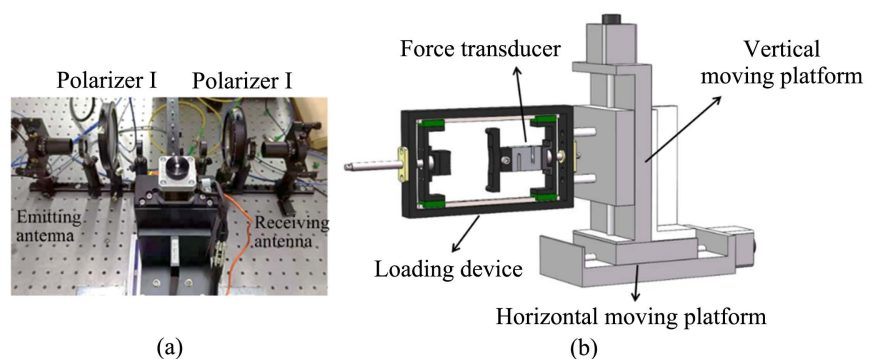 Polarizer I Polarizer I
Emitting
antenna
Receiving
antenna
(a)
Force transducer
Vertical
moving platform
Loading device
Horizontal moving platform
(b)